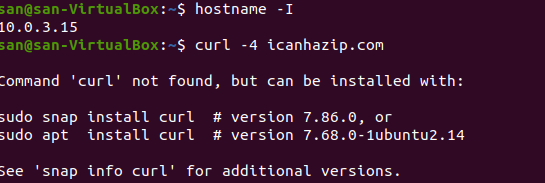 san@san-VirtualBox:~$ hostname -I
10.0.3.15
san@san-VirtualBox:~$ curl -4 icanhazip.com
Command 'curl' not found, but can be installed with:
sudo snap install curl  # version 7.86.0, or
sudo apt  install curl  # version 7.68.0-1ubuntu2.14
See 'snap info curl' for additional versions.